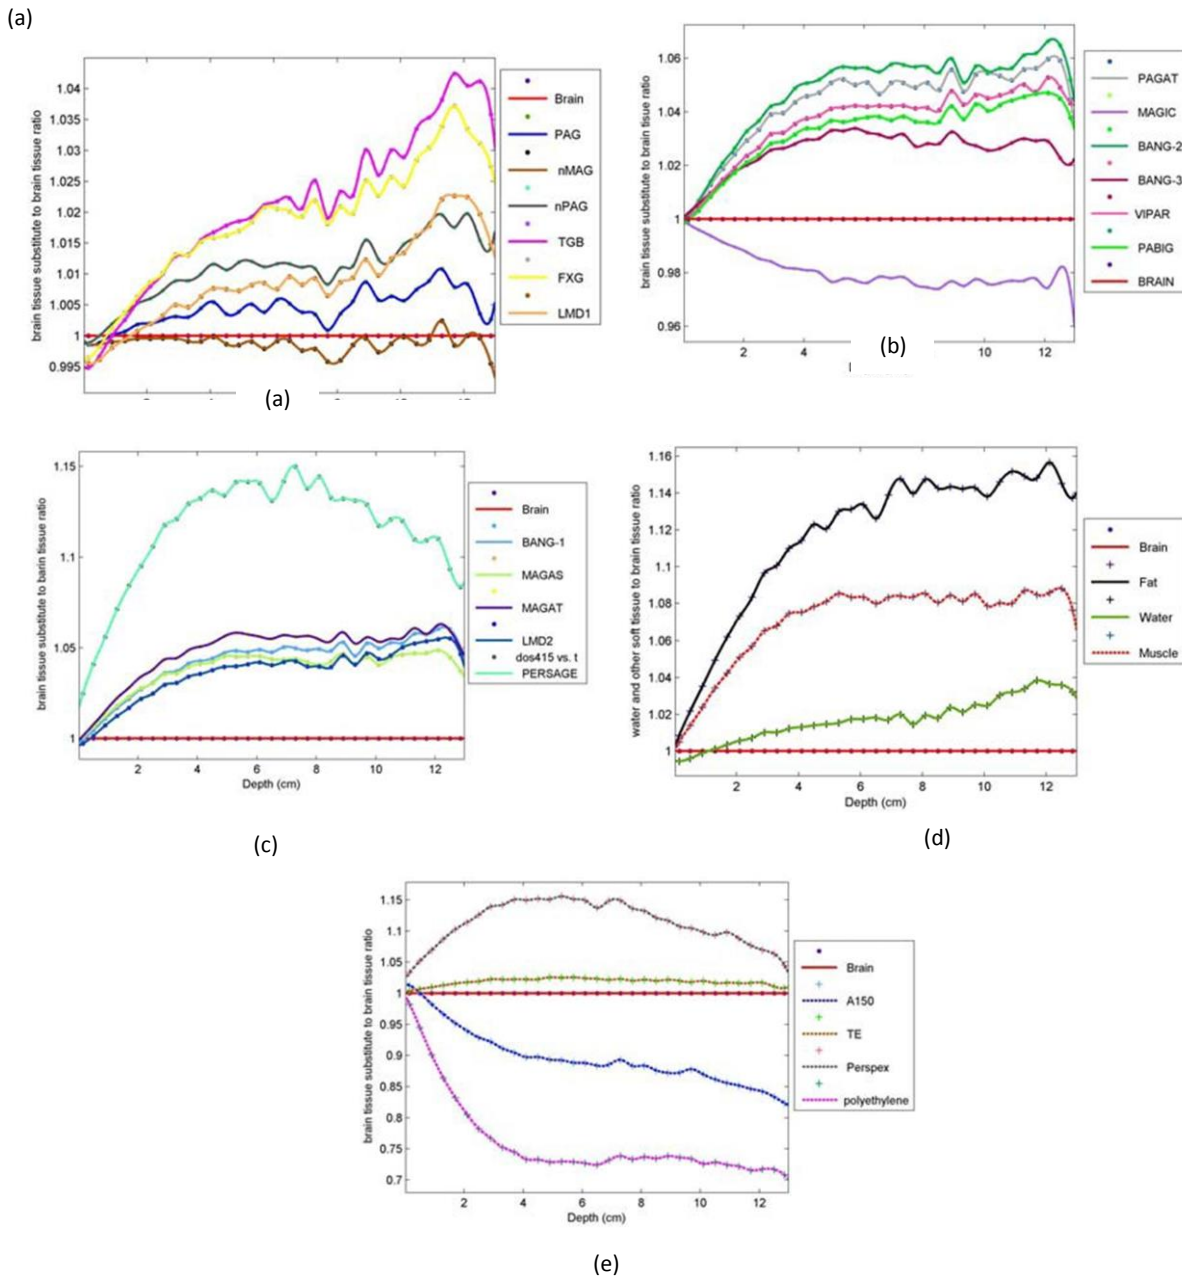 (a)
brain tissue substitute to brain tissue ratio
1.04
1.03
1.025
1.02
1.015
1.01
1.005
1
0.995
Brain
PAG
nMAG
nPAG
TGB
FXG
LMD1
(a)
brain tissue substitute to brain tisue ratio
1.06
1.04
1.02
1
0.98
0.96
2
10
12
PAGAT
MAGIC
BANG-2
BANG-3
VIPAR
PABIG
BRAIN
(b)
brain tissue substitute to barin tissue ratio
1.15
1.1
1.05
1
2
4
6
8
10
12
Depth (cm)
Brain
BANG-1
MAGAS
MAGAT
LMD2
dos415 vs. t
PERSAGE
(c)
water and other soft tissue to brain tissue ratio
1.16
1.14
1.12
1.1
1.08
1.06
1.04
1.02
1
2
4
6
8
10
12
Depth (cm)
Brain
Fat
Water
Muscle
(d)
brain tissue substitute to brain tissue ratio
1.15
1.1
1.05
1
0.95
0.9
0.85
0.8
0.75
0.7
2
4
6
8
10
12
Depth (cm)
Brain
A150
TE
Perspex
polyethylene
(e)